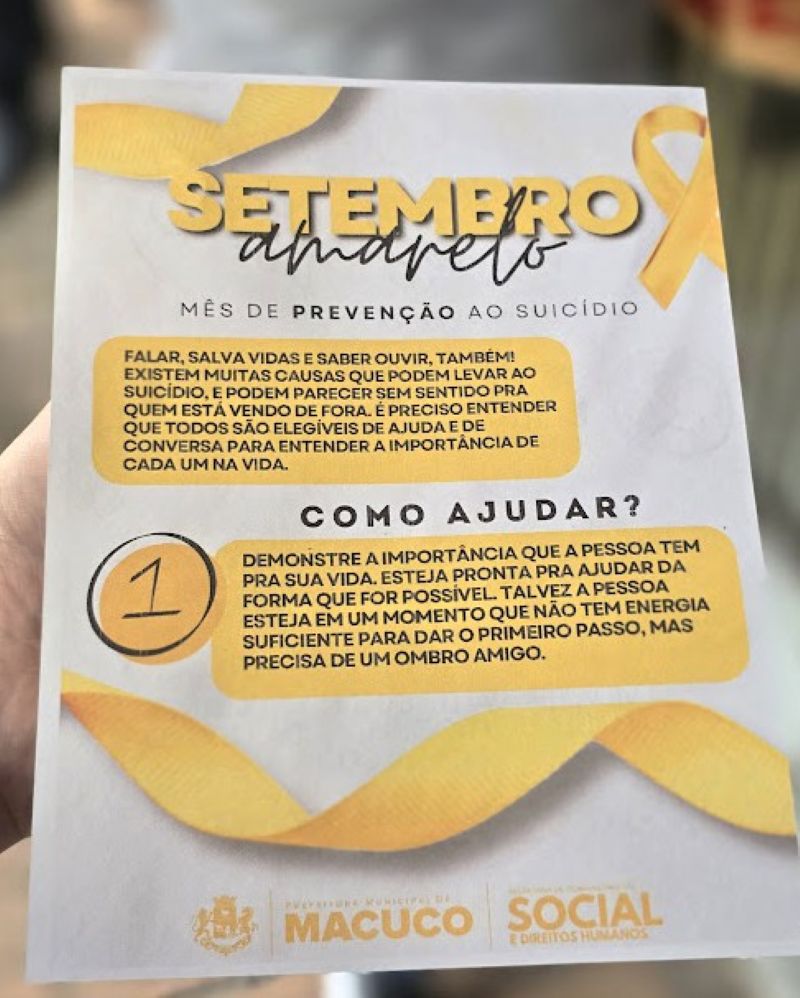 SETEMBRO
amarelo
MÊS DE PREVENÇÃO AO SUICÍDIO
FALAR, SALVA VIDAS E SABER OUVIR, TAMBÉM!
EXISTEM MUITAS CAUSAS QUE PODEM LEVAR AO
SUICÍDIO, E PODEM PARECER SEM SENTIDO PRA
QUEM ESTÁ VENDO DE FORA. É PRECISO ENTENDER
QUE TODOS SÃO ELEGÍVEIS DE AJUDA E DE
CONVERSA PARA ENTENDER A IMPORTÂNCIA DE
CADA UM NA VIDA.
COMO AJUDAR?
1
DEMONSTRE A IMPORTÂNCIA QUE A PESSOA TEM
PRA SUA VIDA. ESTEJA PRONTA PRA AJUDAR DA
FORMA QUE FOR POSSÍVEL. TALVEZ A PESSOA
ESTEJA EM UM MOMENTO QUE NÃO TEM ENERGIA
SUFICIENTE PARA DAR O PRIMEIRO PASSO, MAS
PRECISA DE UM OMBRO AMIGO.
PREFEITURA MUNICIPAL DE
MACUCO
SOCIAL
E DIREITOS HUMANOS